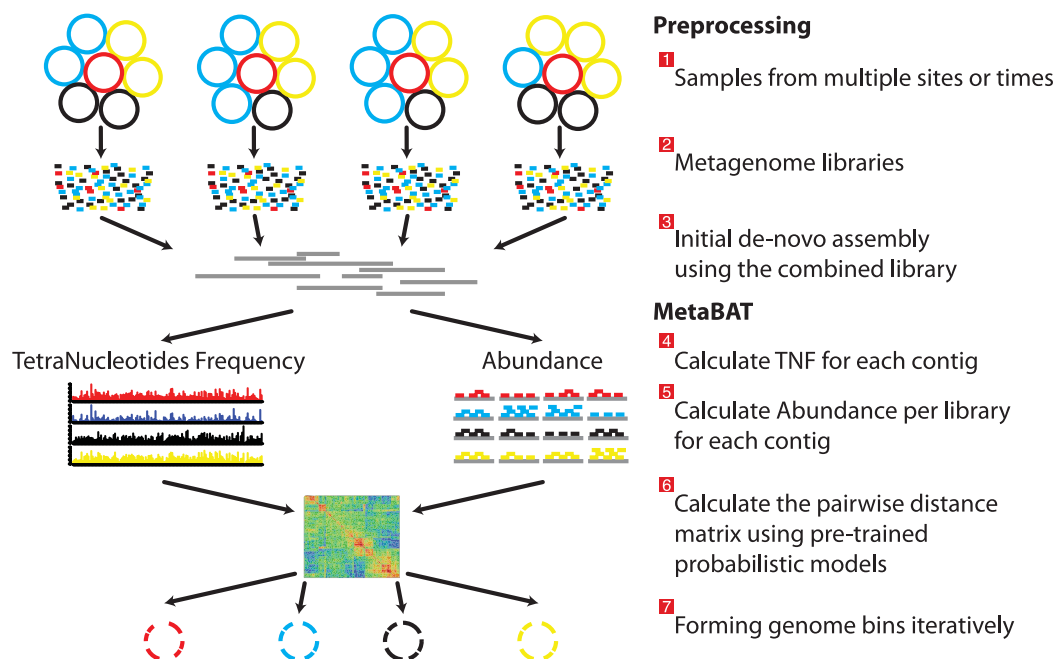 Preprocessing
1 Samples from multiple sites or times
2 Metagenome libraries
3 Initial de-novo assembly
using the combined library
MetaBAT
TetraNucleotides Frequency
Abundance
4 Calculate TNF for each contig
5 Calculate Abundance per library
for each contig
6 Calculate the pairwise distance
matrix using pre-trained
probabilistic models
7 Forming genome bins iteratively